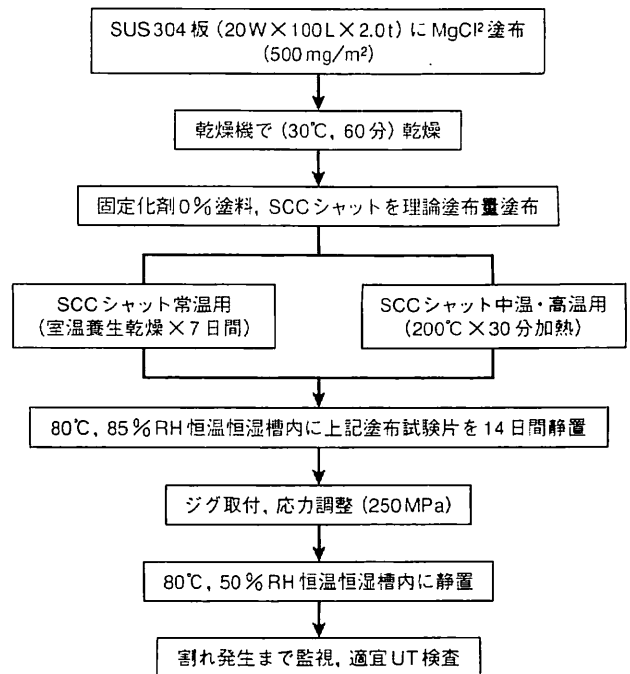 SUS304板(20W×100L×2.0t)にMgCl²塗布
(500mg/m²)
乾燥機で(30℃, 60分)乾燥
固定化剤0%塗料, SCCシャットを理論塗布量塗布
SCCシャット常温用
(室温養生乾燥×7日間)
SCCシャット中温・高温用
(200℃×30分加熱)
80℃, 85%RH恒温恒湿槽内に上記塗布試験片を14日間静置
ジグ取付, 応力調整(250MPa)
80℃, 50%RH恒温恒湿槽内に静置
割れ発生まで監視, 適宜UT検査